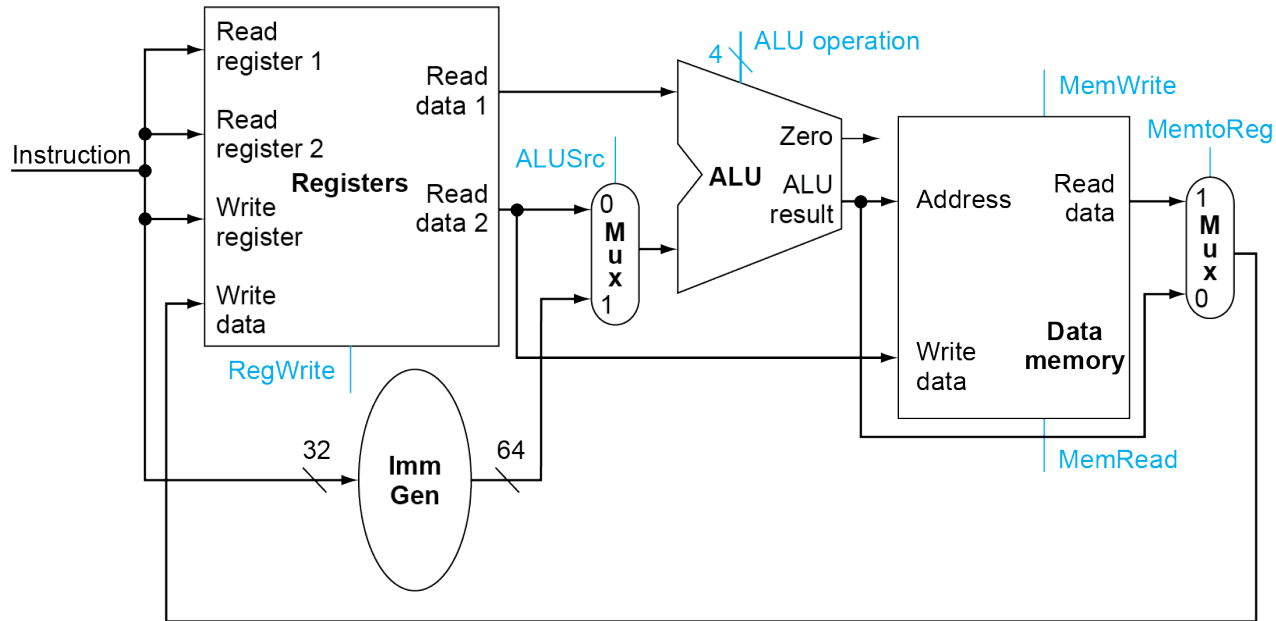 4
ALU operation
Read
register 1
Read
data 1
MemWrite
MemtoReg
Read
register 2
Instruction
Registers
ALUSrc
Zero
ALU
ALU
result
Address
Read
data
1
M
u
x
0
Write
register
Read
data 2
0
M
u
x
1
Write
data
RegWrite
Write
data
Data
memory
MemRead
32
Imm
Gen
64